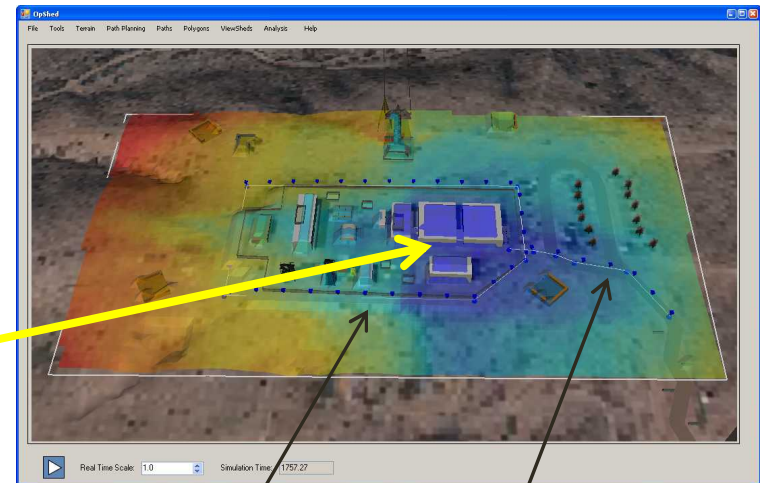 OpShed
File Tools Terrain Path Planning Paths Polygons ViewSheds Analysis Help
Real Time Scale: 1.0 Simulation Time: 1757.27